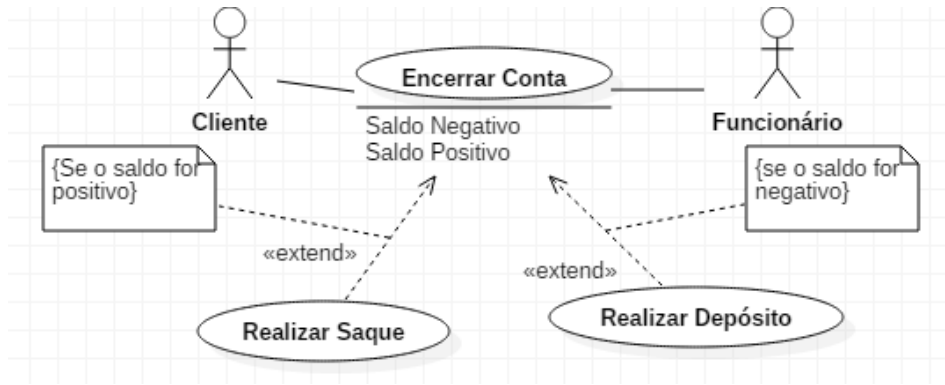 Encerrar Conta
Cliente
Funcionário
Saldo Negativo
Saldo Positivo
{Se o saldo for
positivo}
{se o saldo for
negativo}
«extend»
«extend»
Realizar Saque
Realizar Depósito